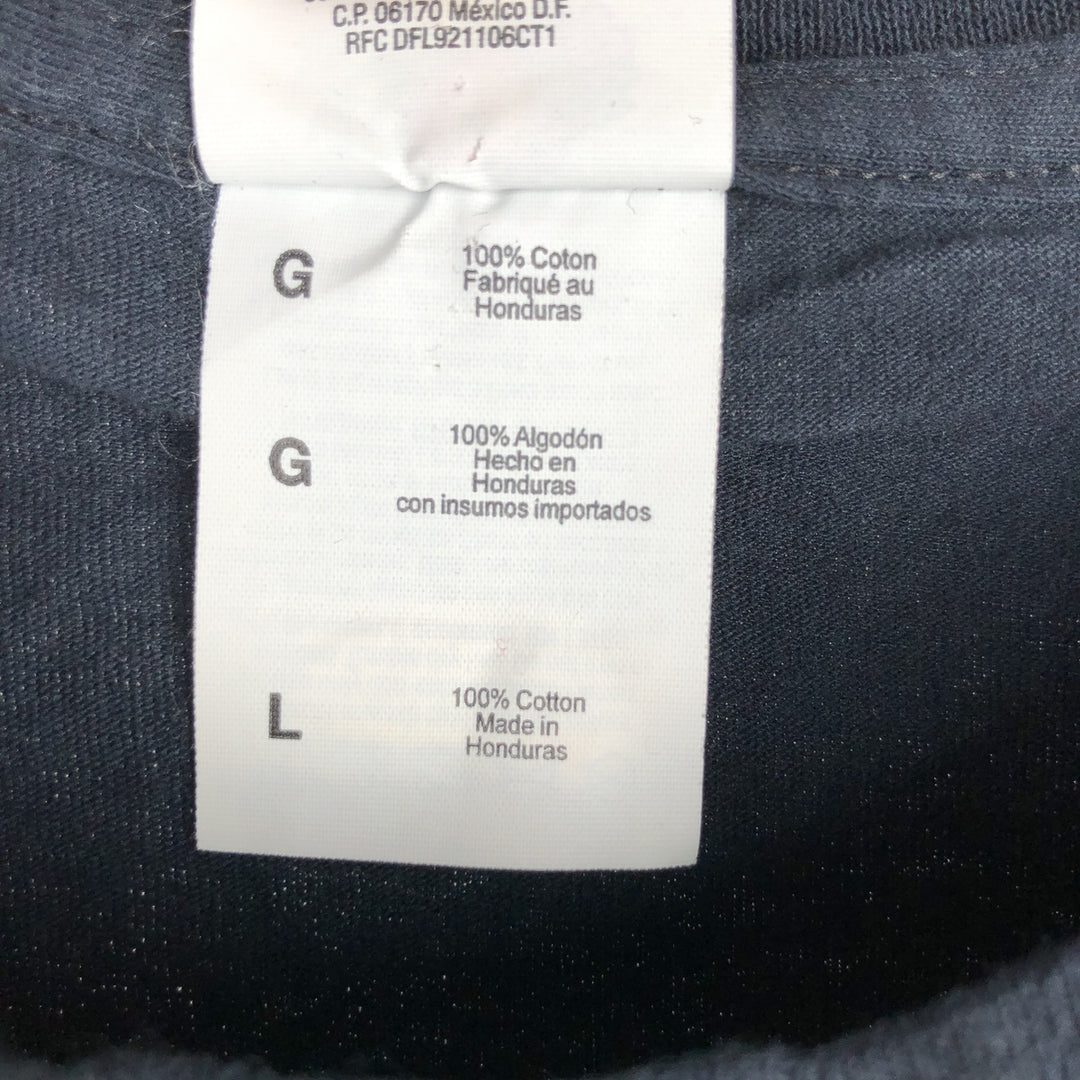 C.P. 06170 México D.F.
RFC DFL921106CT1
G
100% Coton
Fabriqué au
Honduras
G
100% Algodón
Hecho en
Honduras
con insumos importados
L
100% Cotton
Made in
Honduras